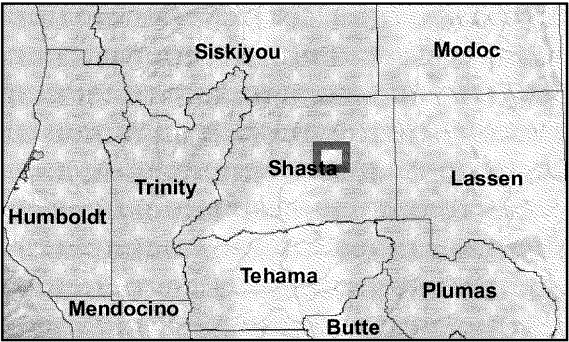 Siskiyou
Modoc
Shasta
Lassen
Trinity
Humboldt
Tehama
Plumas
Mendocino
Butte